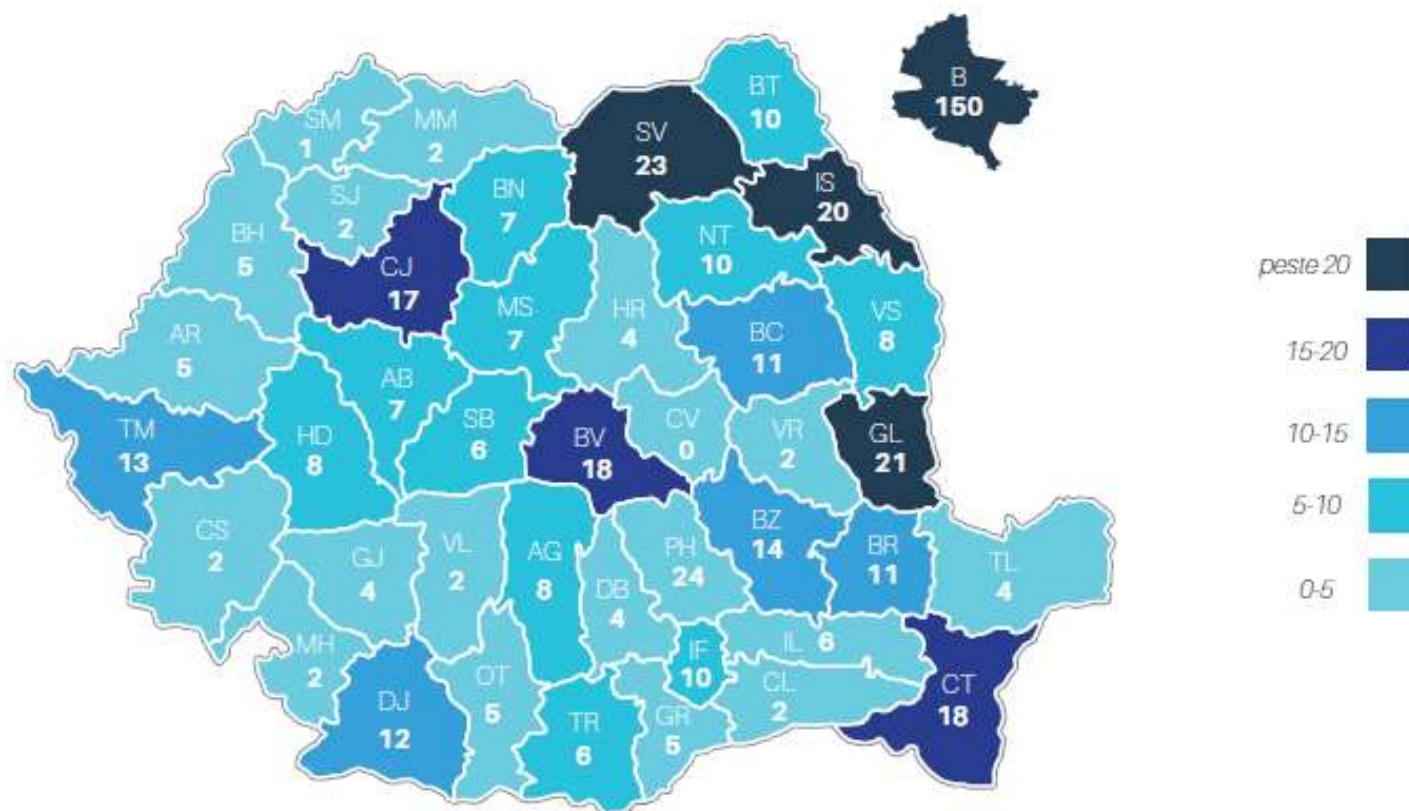 B
150
BT
10
SM
1
MM
2
SV
23
IS
20
SJ
2
BN
7
BH
5
NT
10
CJ
17
peste 20
MS
7
HR
4
VS
8
BC
11
AR
5
15-20
AB
7
TM
13
HD
8
SB
6
BV
18
CV
0
VR
2
GL
21
10-15
CS
2
GJ
4
VL
2
AG
8
DB
4
PH
24
BZ
14
BR
11
TL
4
5-10
0-5
MH
2
DJ
12
OT
5
TR
6
GR
5
IF
10
IL 6
CL
2
CT
18